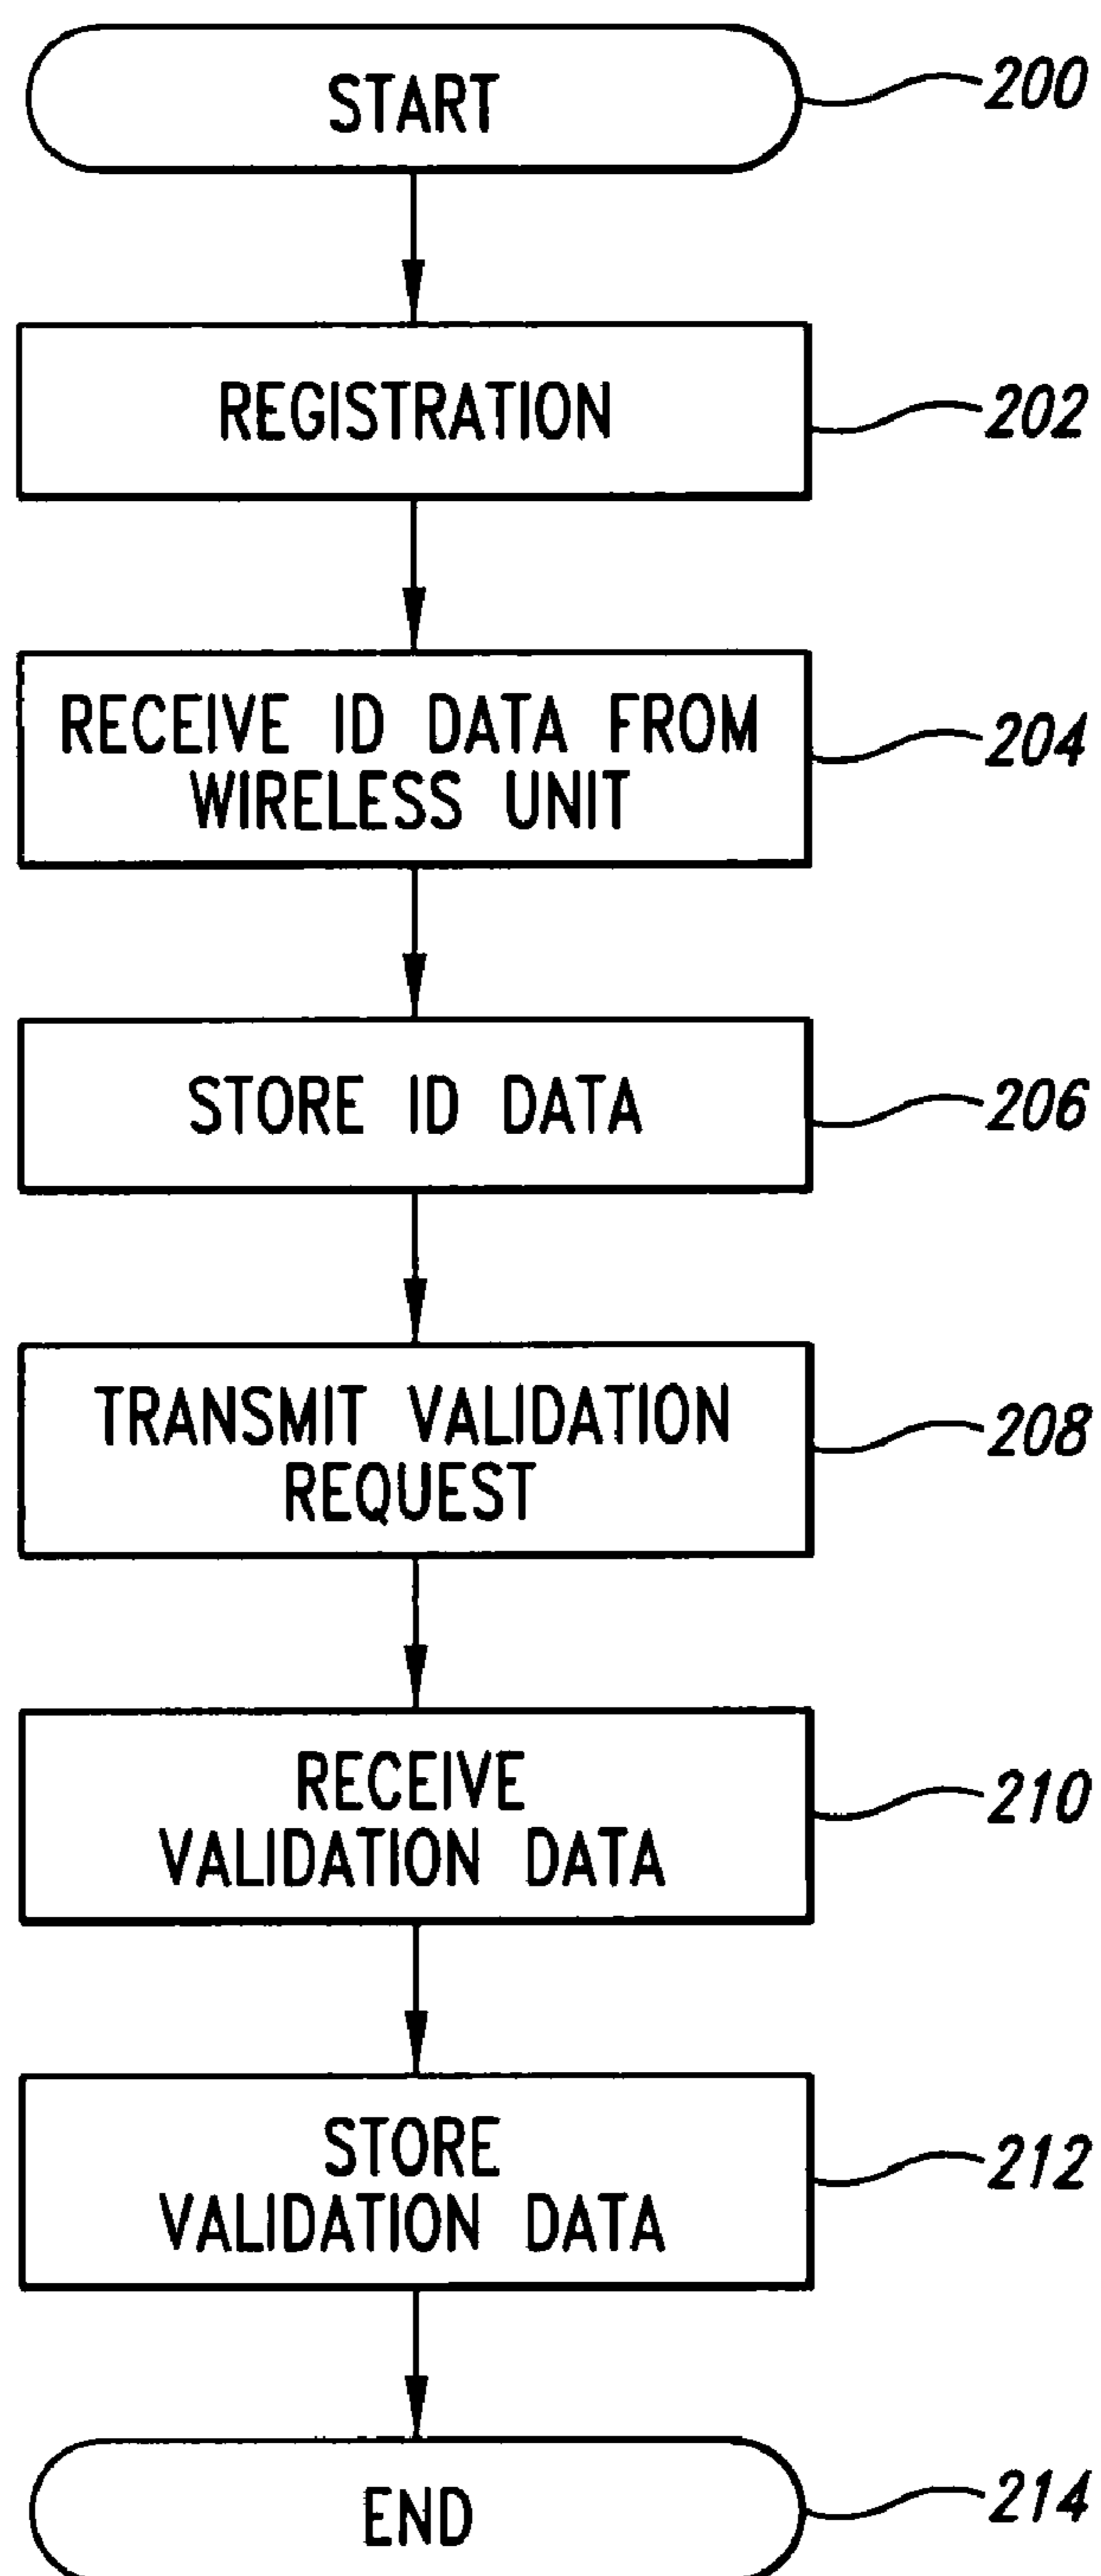 START
200
REGISTRATION
202
RECEIVE ID DATA FROM
WIRELESS UNIT
204
STORE ID DATA
206
TRANSMIT VALIDATION
REQUEST
208
RECEIVE
VALIDATION DATA
210
STORE
VALIDATION DATA
212
END
214